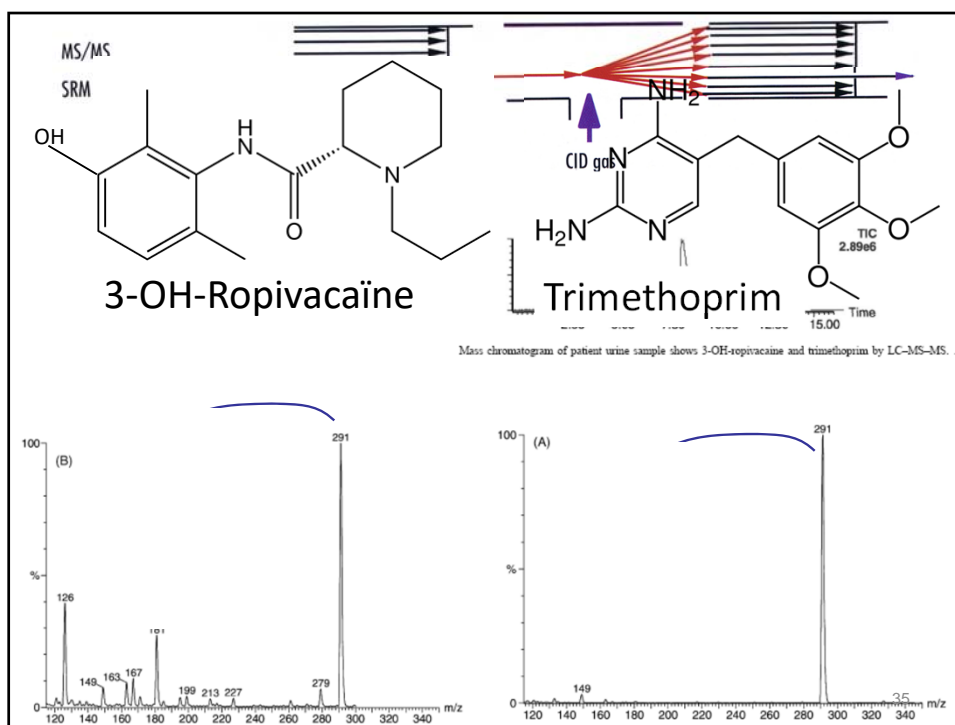 MS/MS
SRM
CID gas
OH
H
N
O
N
NH2
N
H2N
N
O
O
O
TIC
2.89e6
3-OH-Ropivacaïne
Trimethoprim
15.00
Time
Mass chromatogram of patient urine sample shows 3-OH-ropivacaine and trimethoprim by LC–MS–MS.
100
(B)
291
%
126
149
163
167
181
199
213
227
279
120 140 160 180 200 220 240 260 280 300 320 340 m/z
100
(A)
291
%
149
0
120 140 160 180 200 220 240 260 280 300 320 340 m/z
35